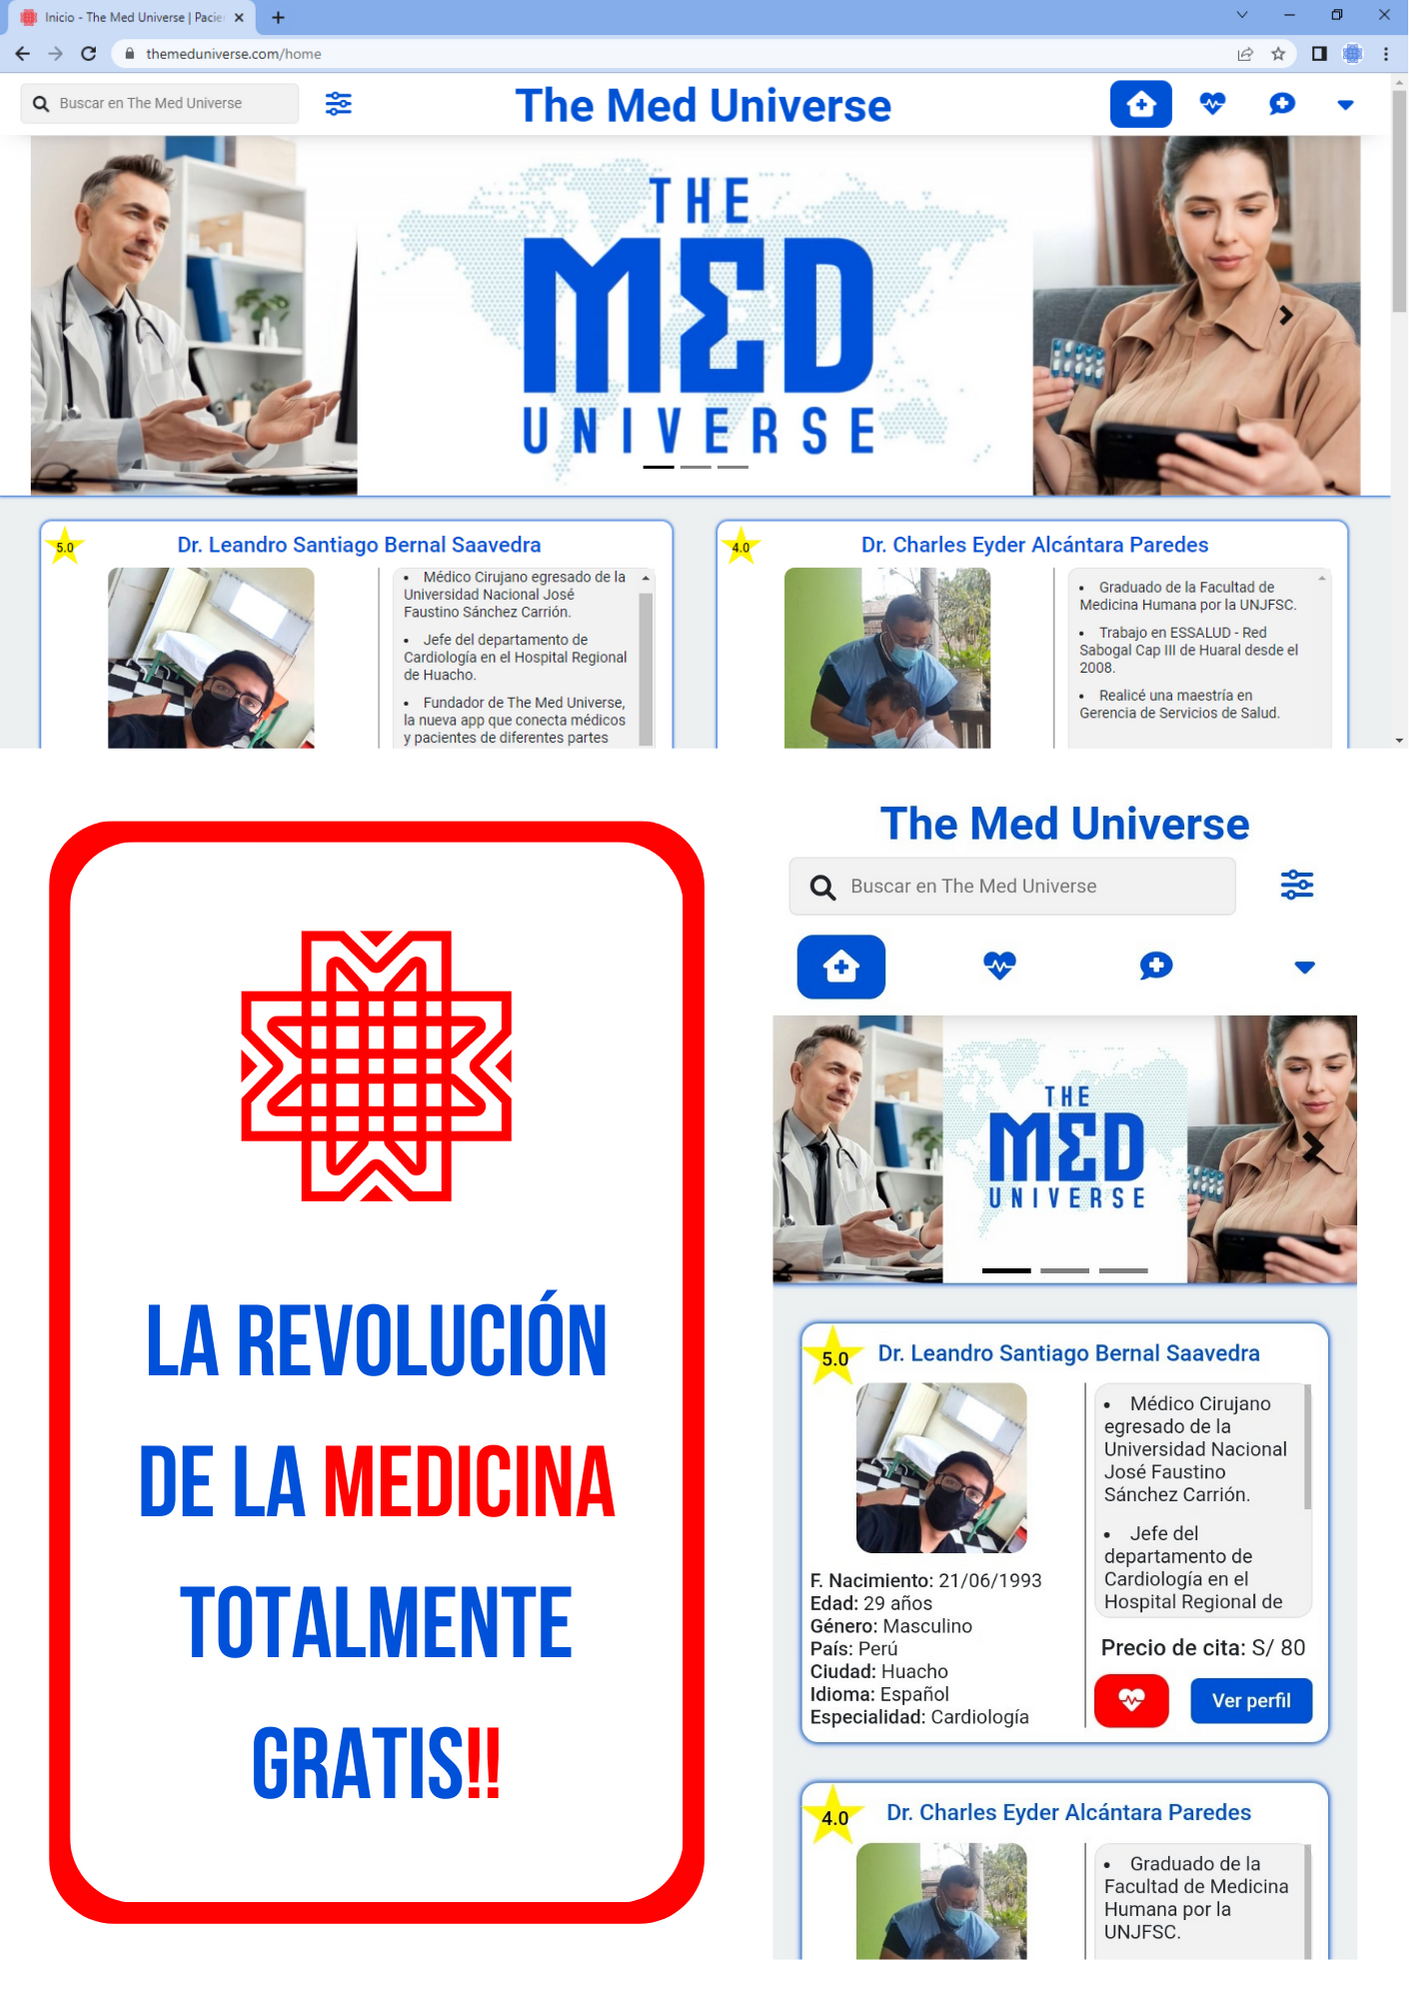 Inicio - The Med Universe | Pacie
themeduniverse.com/home
Buscar en The Med Universe
The Med Universe
THE
MΣD
UNIVERSE
5.0
Dr. Leandro Santiago Bernal Saavedra
• Médico Cirujano egresado de la
Universidad Nacional José
Faustino Sánchez Carrión.
• Jefe del departamento de
Cardiología en el Hospital Regional
de Huacho.
• Fundador de The Med Universe,
la nueva app que conecta médicos
y pacientes de diferentes partes
4.0
Dr. Charles Eyder Alcántara Paredes
• Graduado de la Facultad de
Medicina Humana por la UNJFSC.
• Trabajo en ESSALUD - Red
Sabogal Cap III de Huaral desde el
2008.
• Realicé una maestría en
Gerencia de Servicios de Salud.
LA REVOLUCIÓN
DE LA MEDICINA
TOTALMENTE
GRATIS!!
The Med Universe
Buscar en The Med Universe
THE
MΣD
UNIVERSE
5.0
Dr. Leandro Santiago Bernal Saavedra
F. Nacimiento: 21/06/1993
Edad: 29 años
Género: Masculino
País: Perú
Ciudad: Huacho
Idioma: Español
Especialidad: Cardiología
• Médico Cirujano
egresado de la
Universidad Nacional
José Faustino
Sánchez Carrión.
• Jefe del
departamento de
Cardiología en el
Hospital Regional de
Precio de cita: S/ 80
Ver perfil
4.0
Dr. Charles Eyder Alcántara Paredes
• Graduado de la
Facultad de Medicina
Humana por la
UNJFSC.